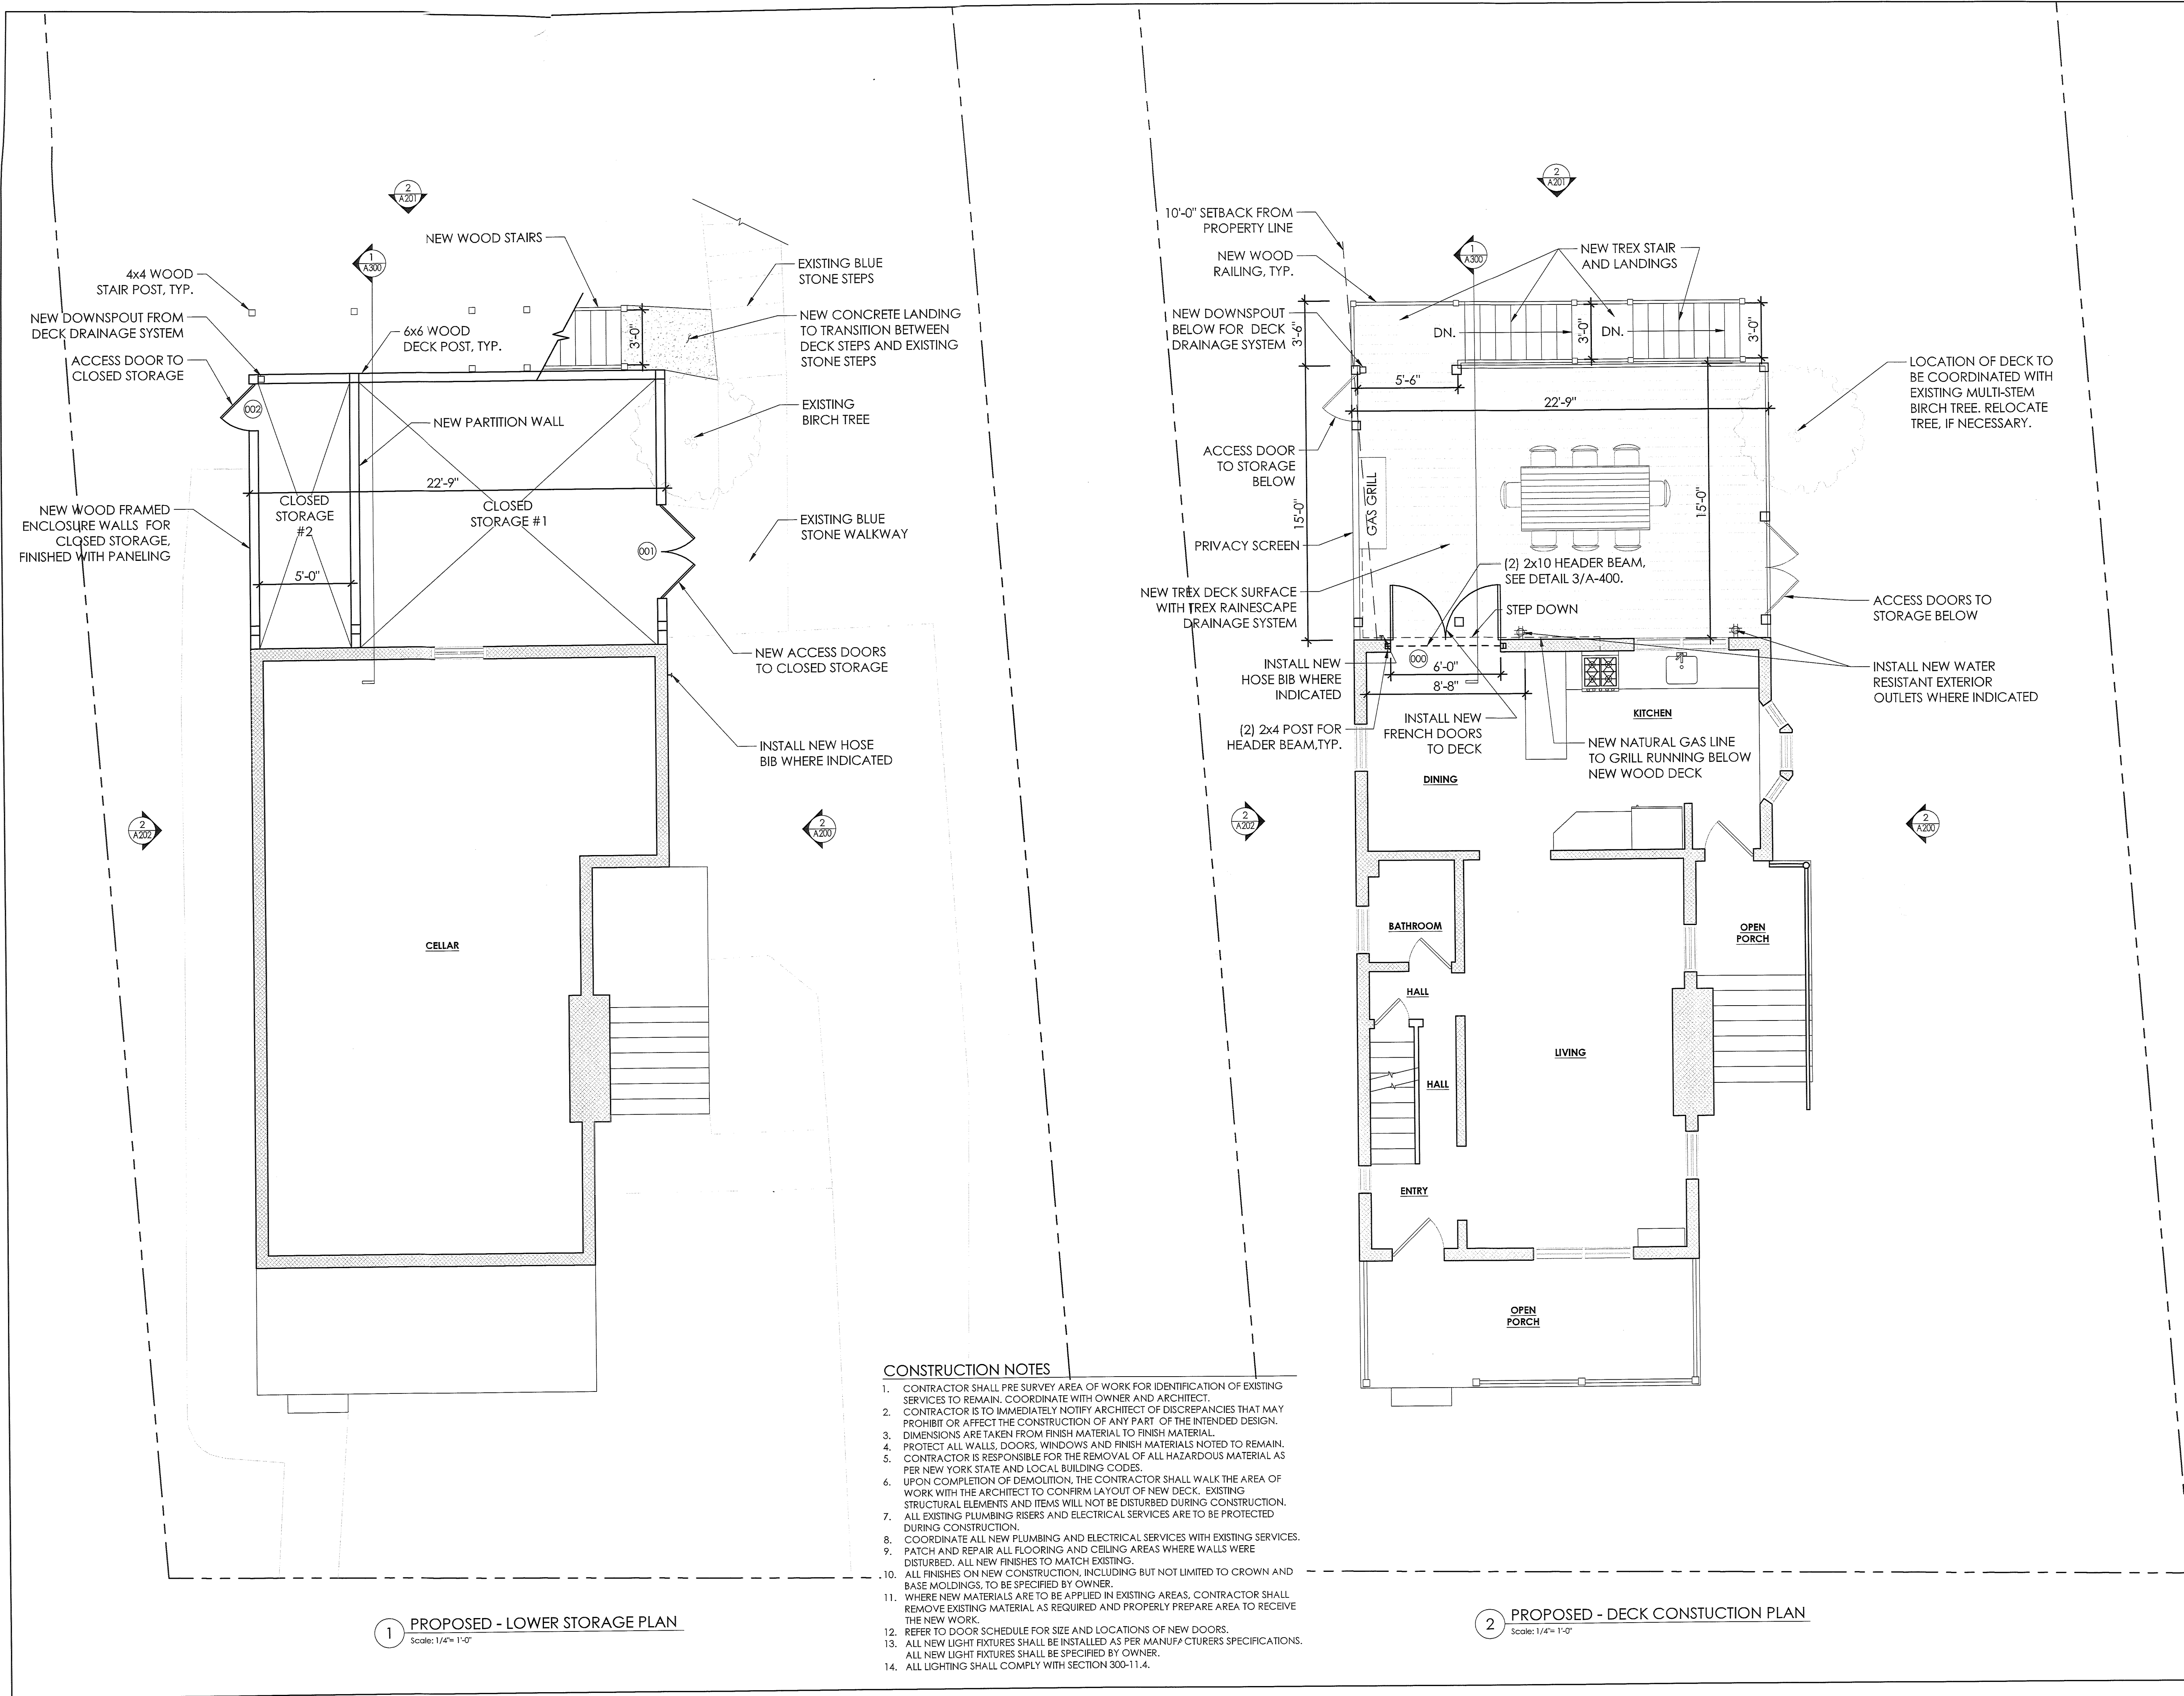 2
A201
NEW WOOD STAIRS
1
A300
4x4 WOOD
STAIR POST, TYP.
NEW DOWNSPOUT FROM
DECK DRAINAGE SYSTEM
6x6 WOOD
DECK POST, TYP.
ACCESS DOOR TO
CLOSED STORAGE
002
3'-0"
EXISTING BLUE
STONE STEPS
NEW CONCRETE LANDING
TO TRANSITION BETWEEN
DECK STEPS AND EXISTING
STONE STEPS
EXISTING
BIRCH TREE
NEW PARTITION WALL
22'-9"
CLOSED
STORAGE
#2
CLOSED
STORAGE #1
NEW WOOD FRAMED
ENCLOSURE WALLS FOR
CLOSED STORAGE,
FINISHED WITH PANELING
5'-0"
001
EXISTING BLUE
STONE WALKWAY
NEW ACCESS DOORS
TO CLOSED STORAGE
INSTALL NEW HOSE
BIB WHERE INDICATED
2
A202
2
A200
CELLAR
1
PROPOSED - LOWER STORAGE PLAN
Scale: 1/4"= 1'-0"
2
A201
10'-0" SETBACK FROM
PROPERTY LINE
NEW WOOD
RAILING, TYP.
1
A300
NEW TREX STAIR
AND LANDINGS
NEW DOWNSPOUT
BELOW FOR DECK
DRAINAGE SYSTEM
3'-6"
DN.
3'-0"
DN.
3'-0"
5'-6"
22'-9"
LOCATION OF DECK TO
BE COORDINATED WITH
EXISTING MULTI-STEM
BIRCH TREE. RELOCATE
TREE, IF NECESSARY.
ACCESS DOOR
TO STORAGE
BELOW
GAS GRILL
15'-0"
15'-0"
PRIVACY SCREEN
(2) 2x10 HEADER BEAM,
SEE DETAIL 3/A-400.
NEW TREX DECK SURFACE
WITH TREX RAINESCAPE
DRAINAGE SYSTEM
STEP DOWN
ACCESS DOORS TO
STORAGE BELOW
INSTALL NEW
HOSE BIB WHERE
INDICATED
000
6'-0"
8'-8"
INSTALL NEW WATER
RESISTANT EXTERIOR
OUTLETS WHERE INDICATED
(2) 2x4 POST FOR
HEADER BEAM,TYP.
INSTALL NEW
FRENCH DOORS
TO DECK
KITCHEN
NEW NATURAL GAS LINE
TO GRILL RUNNING BELOW
NEW WOOD DECK
DINING
2
A202
2
A200
BATHROOM
OPEN
PORCH
HALL
LIVING
HALL
ENTRY
OPEN
PORCH
2
PROPOSED - DECK CONSTUCTION PLAN
Scale: 1/4"= 1'-0"
CONSTRUCTION NOTES
1. CONTRACTOR SHALL PRE SURVEY AREA OF WORK FOR IDENTIFICATION OF EXISTING
SERVICES TO REMAIN. COORDINATE WITH OWNER AND ARCHITECT.
2. CONTRACTOR IS TO IMMEDIATELY NOTIFY ARCHITECT OF DISCREPANCIES THAT MAY
PROHIBIT OR AFFECT THE CONSTRUCTION OF ANY PART OF THE INTENDED DESIGN.
3. DIMENSIONS ARE TAKEN FROM FINISH MATERIAL TO FINISH MATERIAL.
4. PROTECT ALL WALLS, DOORS, WINDOWS AND FINISH MATERIALS NOTED TO REMAIN.
5. CONTRACTOR IS RESPONSIBLE FOR THE REMOVAL OF ALL HAZARDOUS MATERIAL AS
PER NEW YORK STATE AND LOCAL BUILDING CODES.
6. UPON COMPLETION OF DEMOLITION, THE CONTRACTOR SHALL WALK THE AREA OF
WORK WITH THE ARCHITECT TO CONFIRM LAYOUT OF NEW DECK. EXISTING
STRUCTURAL ELEMENTS AND ITEMS WILL NOT BE DISTURBED DURING CONSTRUCTION.
7. ALL EXISTING PLUMBING RISERS AND ELECTRICAL SERVICES ARE TO BE PROTECTED
DURING CONSTRUCTION.
8. COORDINATE ALL NEW PLUMBING AND ELECTRICAL SERVICES WITH EXISTING SERVICES.
9. PATCH AND REPAIR ALL FLOORING AND CEILING AREAS WHERE WALLS WERE
DISTURBED. ALL NEW FINISHES TO MATCH EXISTING.
10. ALL FINISHES ON NEW CONSTRUCTION, INCLUDING BUT NOT LIMITED TO CROWN AND
BASE MOLDINGS, TO BE SPECIFIED BY OWNER.
11. WHERE NEW MATERIALS ARE TO BE APPLIED IN EXISTING AREAS, CONTRACTOR SHALL
REMOVE EXISTING MATERIAL AS REQUIRED AND PROPERLY PREPARE AREA TO RECEIVE
THE NEW WORK.
12. REFER TO DOOR SCHEDULE FOR SIZE AND LOCATIONS OF NEW DOORS.
13. ALL NEW LIGHT FIXTURES SHALL BE INSTALLED AS PER MANUFACTURERS SPECIFICATIONS.
ALL NEW LIGHT FIXTURES SHALL BE SPECIFIED BY OWNER.
14. ALL LIGHTING SHALL COMPLY WITH SECTION 300-11.4.